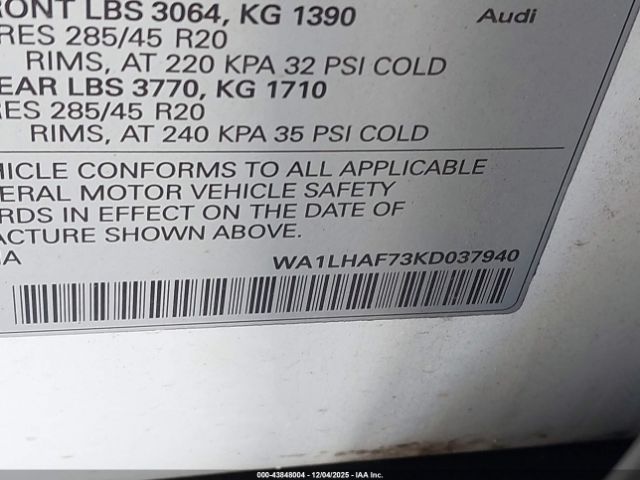 RONT LBS 3064, KG 1390 Audi
RES 285/45 R20
RIMS, AT 220 KPA 32 PSI COLD
EAR LBS 3770, KG 1710
RES 285/45 R20
RIMS, AT 240 KPA 35 PSI COLD
HICLE CONFORMS TO ALL APPLICABLE
ERAL MOTOR VEHICLE SAFETY
ARDS IN EFFECT ON THE DATE OF
FACTURE SHOWN ABOVE.
A WA1LHAF73KD037940
000-43848004 - 12/04/2025 - IAA Inc.